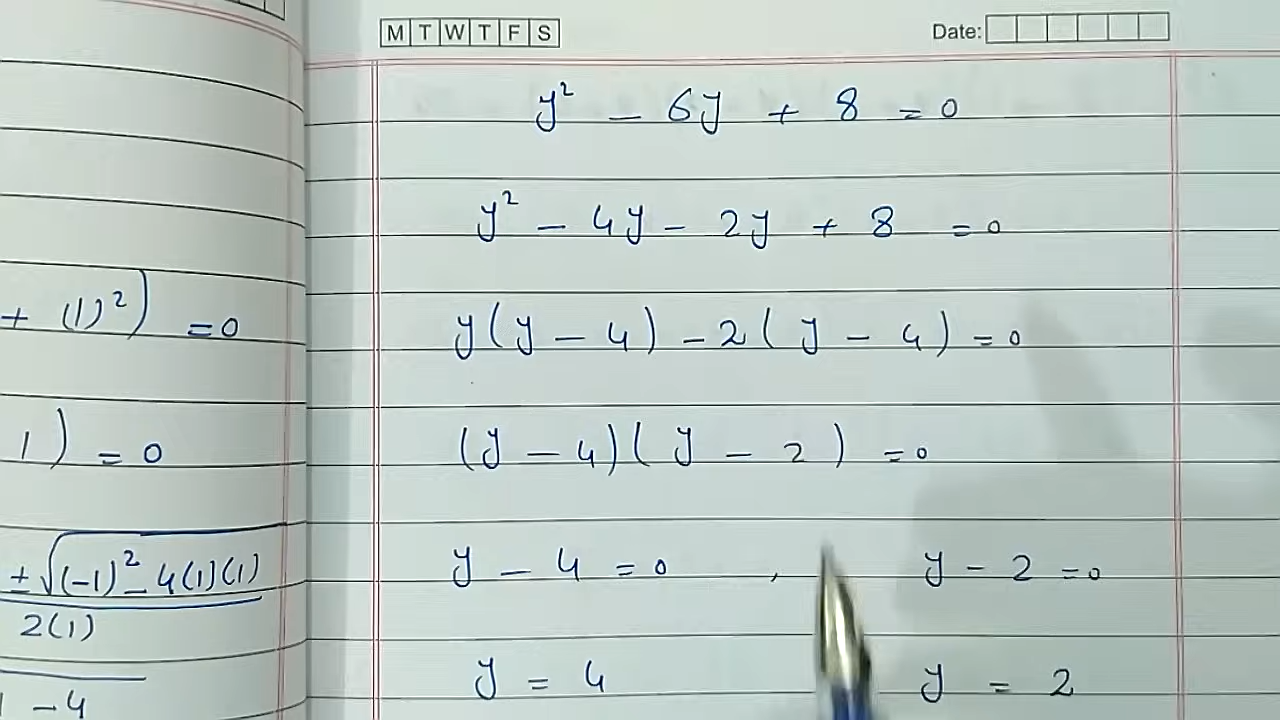 + (1)²) = 0
1) = 0
± √(-1)² - 4(1)(1)
2(1)
- 4
M T W T F S
Date:
y² - 6y + 8 = 0
y² - 4y - 2y + 8 = 0
y(y - 4) - 2(y - 4) = 0
(y - 4)(y - 2) = 0
y - 4 = 0 , y - 2 = 0
y = 4 y = 2